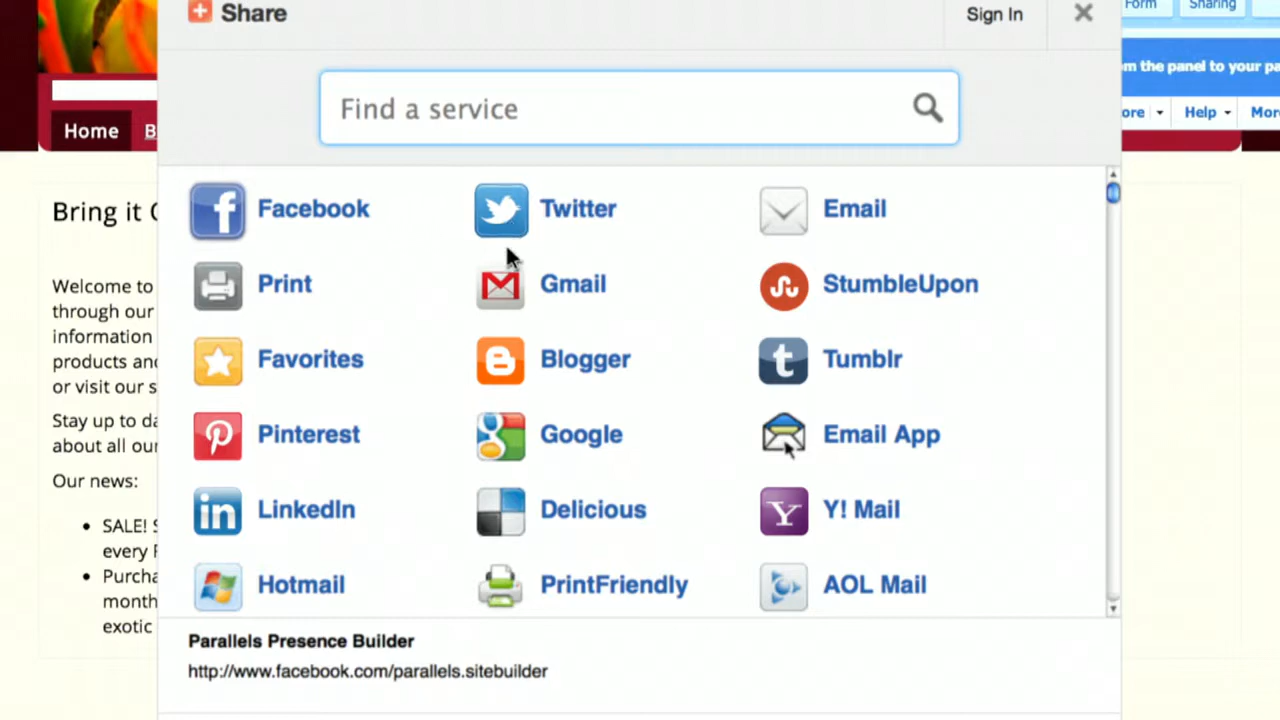 Share
Sign In
Form
Sharing
Find a service
m the panel to your pa
ore
Help
Mor
Home
B
Facebook
Twitter
Email
Print
Gmail
StumbleUpon
Favorites
Blogger
Tumblr
Pinterest
Google
Email App
LinkedIn
Delicious
Y! Mail
Hotmail
PrintFriendly
AOL Mail
Bring it
Welcome to
through our
information
products and
or visit our s
Stay up to da
about all our
Our news:
SALE! S
every
Purcha
month
exotic
Parallels Presence Builder
http://www.facebook.com/parallels.sitebuilder